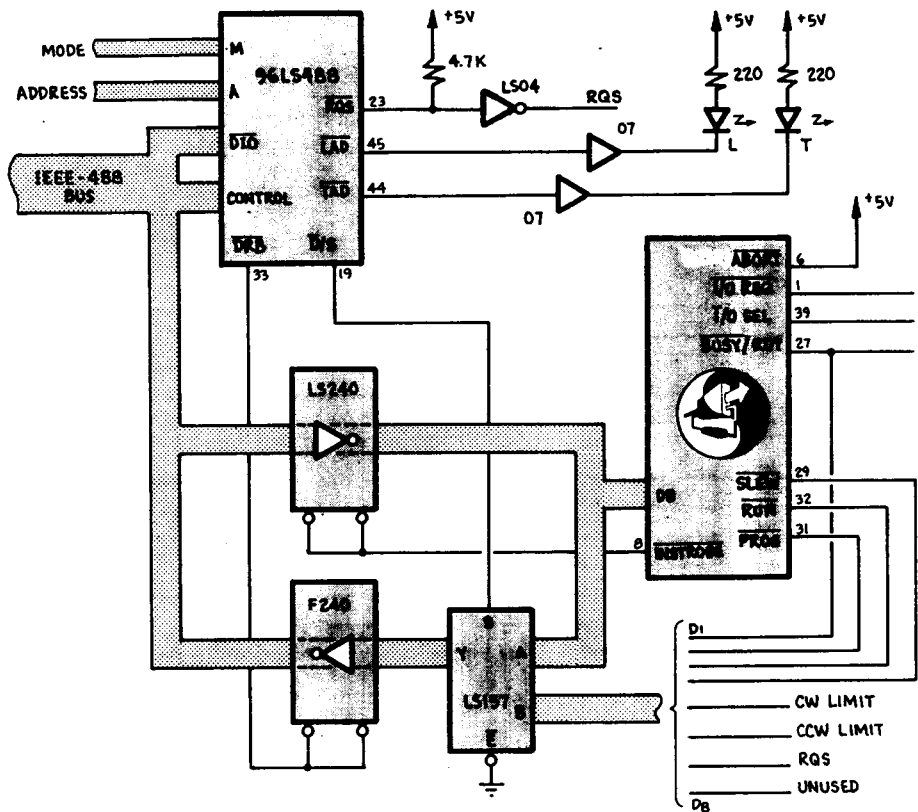 +5V
+5V
+5V
MODE
M
96LS488
4.7K
220
220
ADDRESS
A
LS04
RQS
23
RQS
07
DIO
LAD
45
L
T
IEEE-488
BUS
CONTROL
TAD
44
07
+5V
DRB
D/S
33
19
ABORT
6
I/O REQ
1
I/O SEL
39
BUSY/RDY
27
LS240
SLEW
29
DB
RUN
32
PROG
31
8
INSTROBE
F240
S
D1
Y
A
LS157
B
CW LIMIT
E
CCW LIMIT
RQS
UNUSED
D8